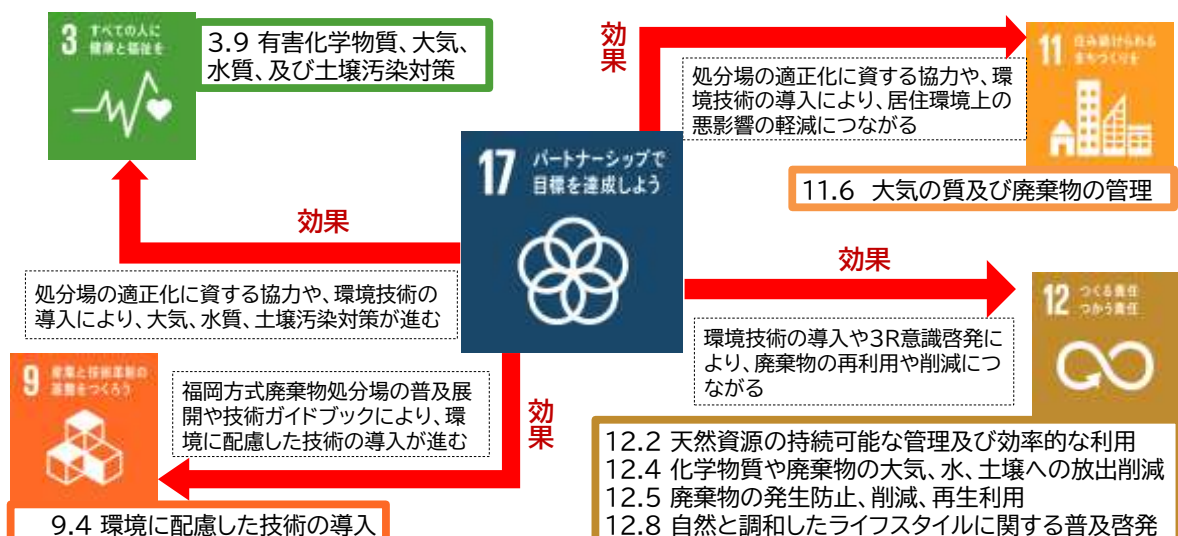 3 すべての人に
健康と福祉を
3.9 有害化学物質、大気、
水質、及び土壌汚染対策
効果
処分場の適正化に資する協力や、環境技術の
導入により、大気、水質、土壌汚染対策が進む
17 パートナーシップで
目標を達成しよう
効果
処分場の適正化に資する協力や、環
境技術の導入により、居住環境上の
悪影響の軽減につながる
11 住み続けられる
まちづくりを
11.6 大気の質及び廃棄物の管理
効果
環境技術の導入や3R意識啓発に
より、廃棄物の再利用や削減につ
ながる
12 つくる責任
つかう責任
12.2 天然資源の持続可能な管理及び効率的な利用
12.4 化学物質や廃棄物の大気、水、土壌への放出削減
12.5 廃棄物の発生防止、削減、再生利用
12.8 自然と調和したライフスタイルに関する普及啓発
9 産業と技術革新の
基盤をつくろう
福岡方式廃棄物処分場の普及展
開や技術ガイドブックにより、環
境に配慮した技術の導入が進む
効果
9.4 環境に配慮した技術の導入